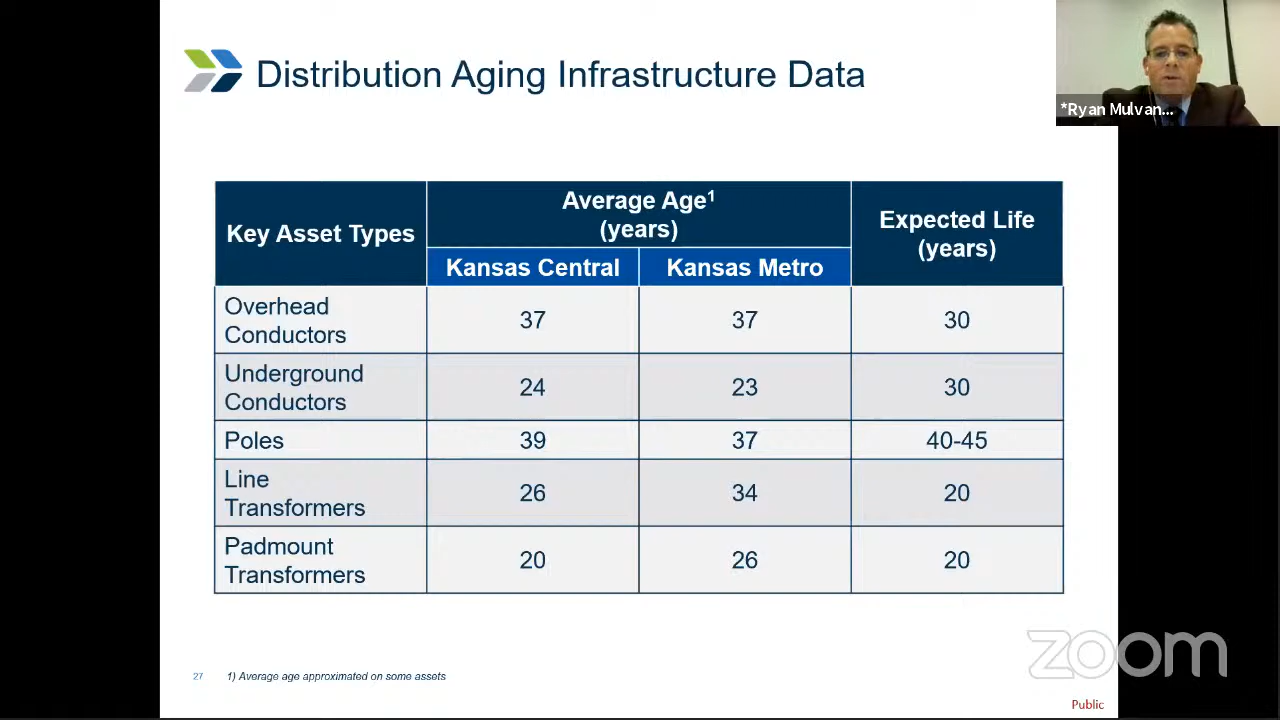 Distribution Aging Infrastructure Data
*Ryan Mulvan...
Key Asset Types
Average Age¹
(years)
Expected Life
(years)
Kansas Central
Kansas Metro
Overhead
Conductors
37
37
30
Underground
Conductors
24
23
30
Poles
39
37
40-45
Line
Transformers
26
34
20
Padmount
Transformers
20
26
20
27
1) Average age approximated on some assets
zoom
Public